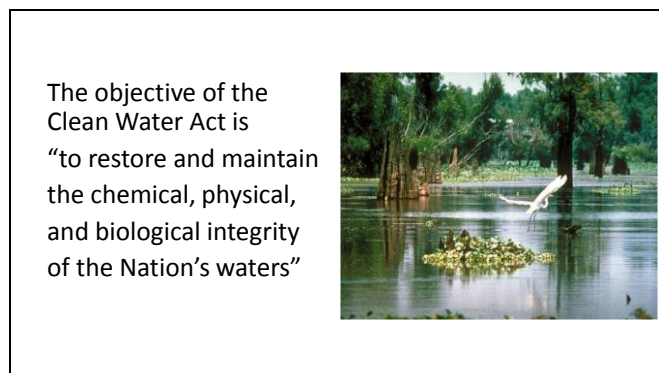 The objective of the
Clean Water Act is
“to restore and maintain
the chemical, physical,
and biological integrity
of the Nation’s waters”